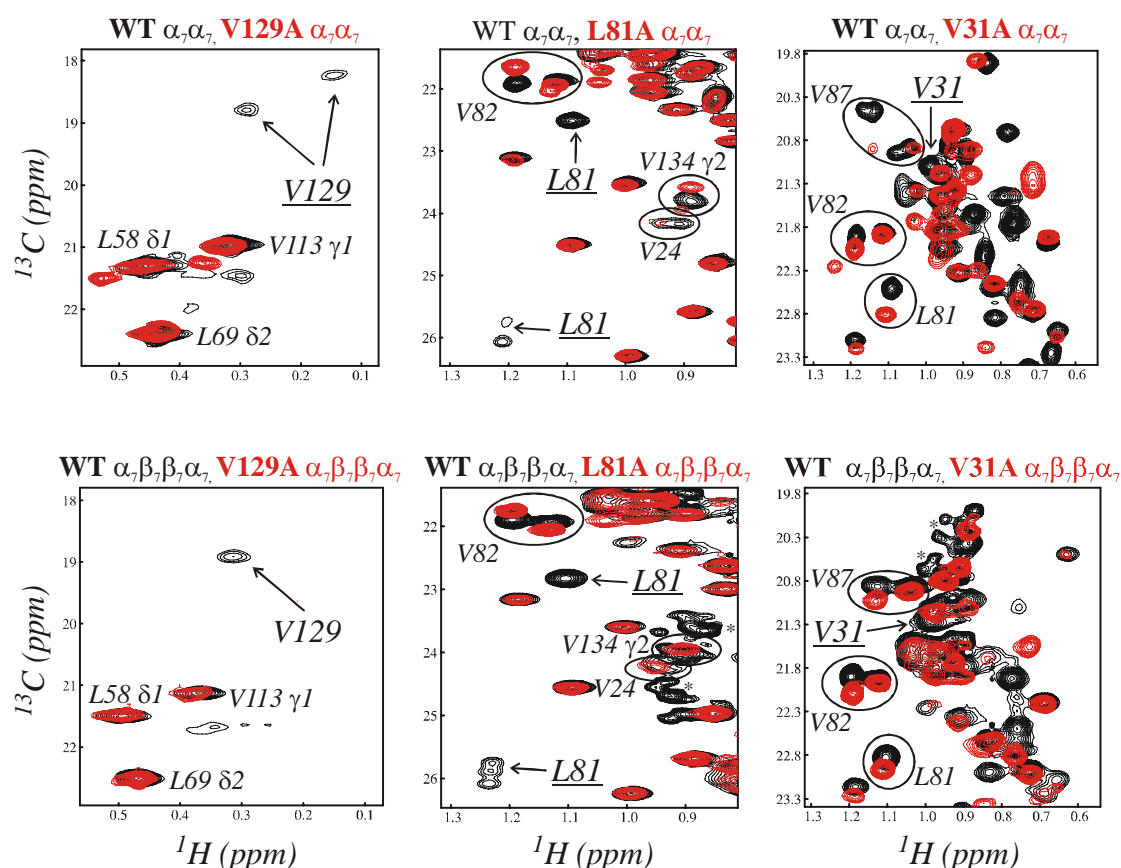 WT α₇α₇, V129A α₇α₇
WT α₇α₇, L81A α₇α₇
WT α₇α₇, V31A α₇α₇
¹³C (ppm)
18
19
20
21
22
0.5 0.4 0.3 0.2 0.1
V129
L58 δ1
V113 γ1
L69 δ2
22
23
24
25
26
1.3 1.2 1.1 1.0 0.9
V82
L81
V134 γ2
V24
L81
19.8
20.3
20.8
21.3
21.8
22.3
22.8
23.3
1.3 1.2 1.1 1.0 0.9 0.8 0.7 0.6
V87
V31
V82
L81
WT α₇β₇β₇α₇, V129A α₇β₇β₇α₇
WT α₇β₇β₇α₇, L81A α₇β₇β₇α₇
WT α₇β₇β₇α₇, V31A α₇β₇β₇α₇
¹³C (ppm)
18
19
20
21
22
0.5 0.4 0.3 0.2 0.1
V129
L58 δ1
V113 γ1
L69 δ2
¹H (ppm)
22
23
24
25
26
1.3 1.2 1.1 1.0 0.9
V82
L81
V134 γ2
*
V24
*
L81
¹H (ppm)
19.8
20.3
20.8
21.3
21.8
22.3
22.8
23.3
1.3 1.2 1.1 1.0 0.9 0.8 0.7 0.6
*
*
V87
V31
V82
L81
¹H (ppm)